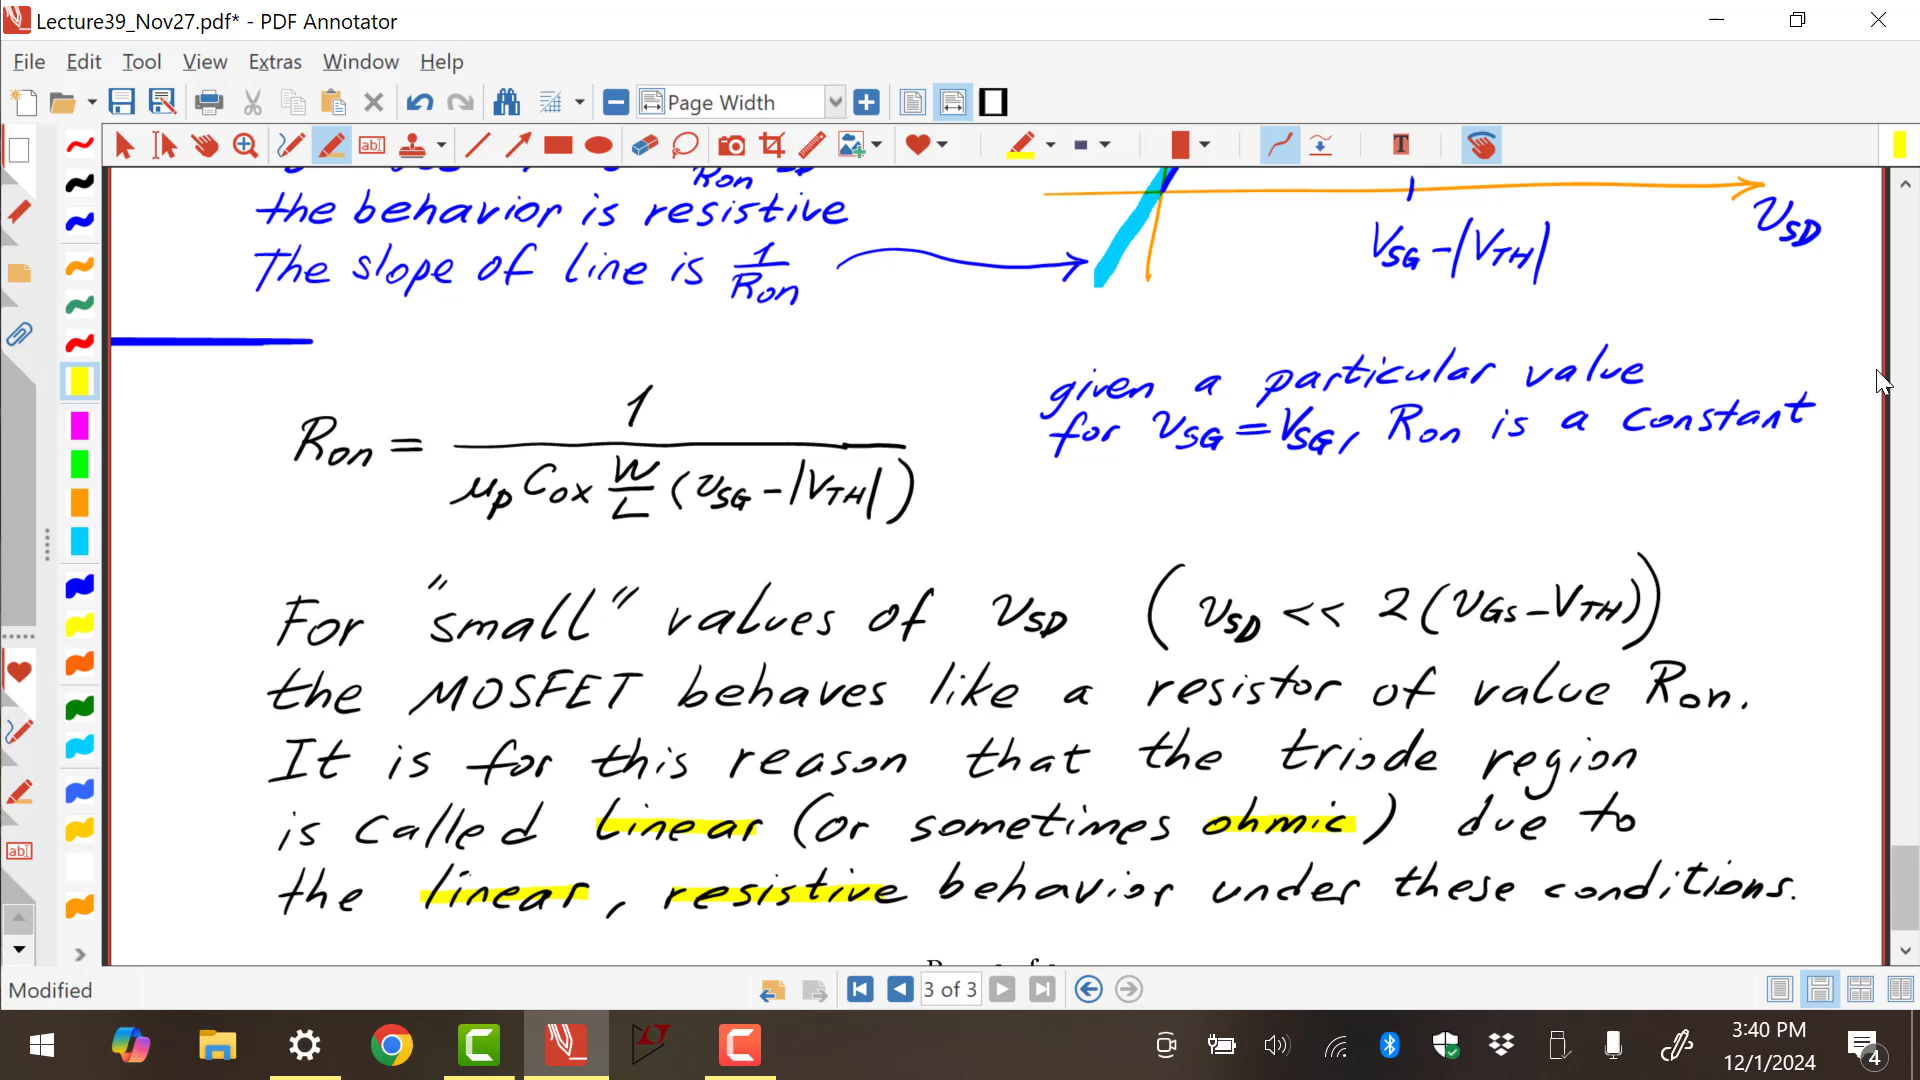 Lecture39_Nov27.pdf* - PDF Annotator
File Edit Tool View Extras Window Help
Page Width
Ron
the behavior is resistive
The slope of line is 1/Ron
VSG - |VTH|
VSD
Ron = 1 / (μp Cox W/L (VSG - |VTH|))
given a particular value
for VSG = VSG, Ron is a constant
For "small" values of VSD (VSD << 2(VGS - VTH))
the MOSFET behaves like a resistor of value Ron.
It is for this reason that the triode region
is called linear (or sometimes ohmic) due to
the linear, resistive behavior under these conditions.
Modified
3 of 3
3:40 PM
12/1/2024
4